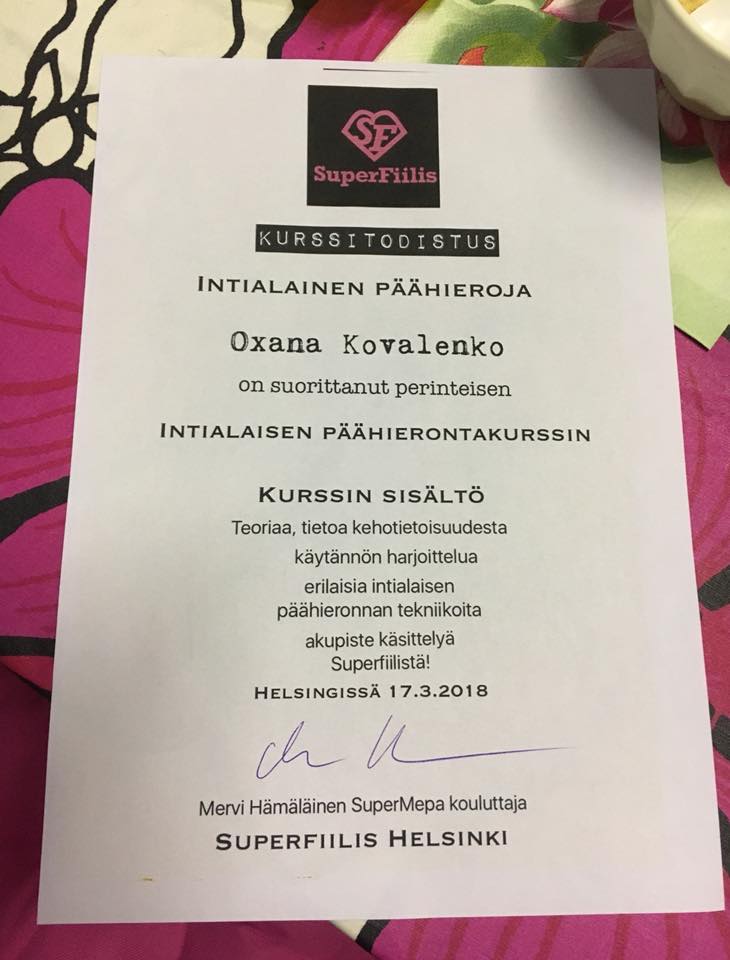 SF
SuperFiilis
KURSSITODISTUS
INTIALAINEN PÄÄHIEROJA
Oxana Kovalenko
on suorittanut perinteisen
INTIALAISEN PÄÄHIERONTAKURSSIN
KURSSIN SISÄLTÖ
Teoriaa, tietoa kehotietoisuudesta
käytännön harjoittelua
erilaisia intialaisen
päähieronnan tekniikoita
akupiste käsittelyä
Superfiilistä!
HELSINGISSÄ 17.3.2018
Mervi Hämäläinen SuperMepa kouluttaja
SUPERFIILIS HELSINKI